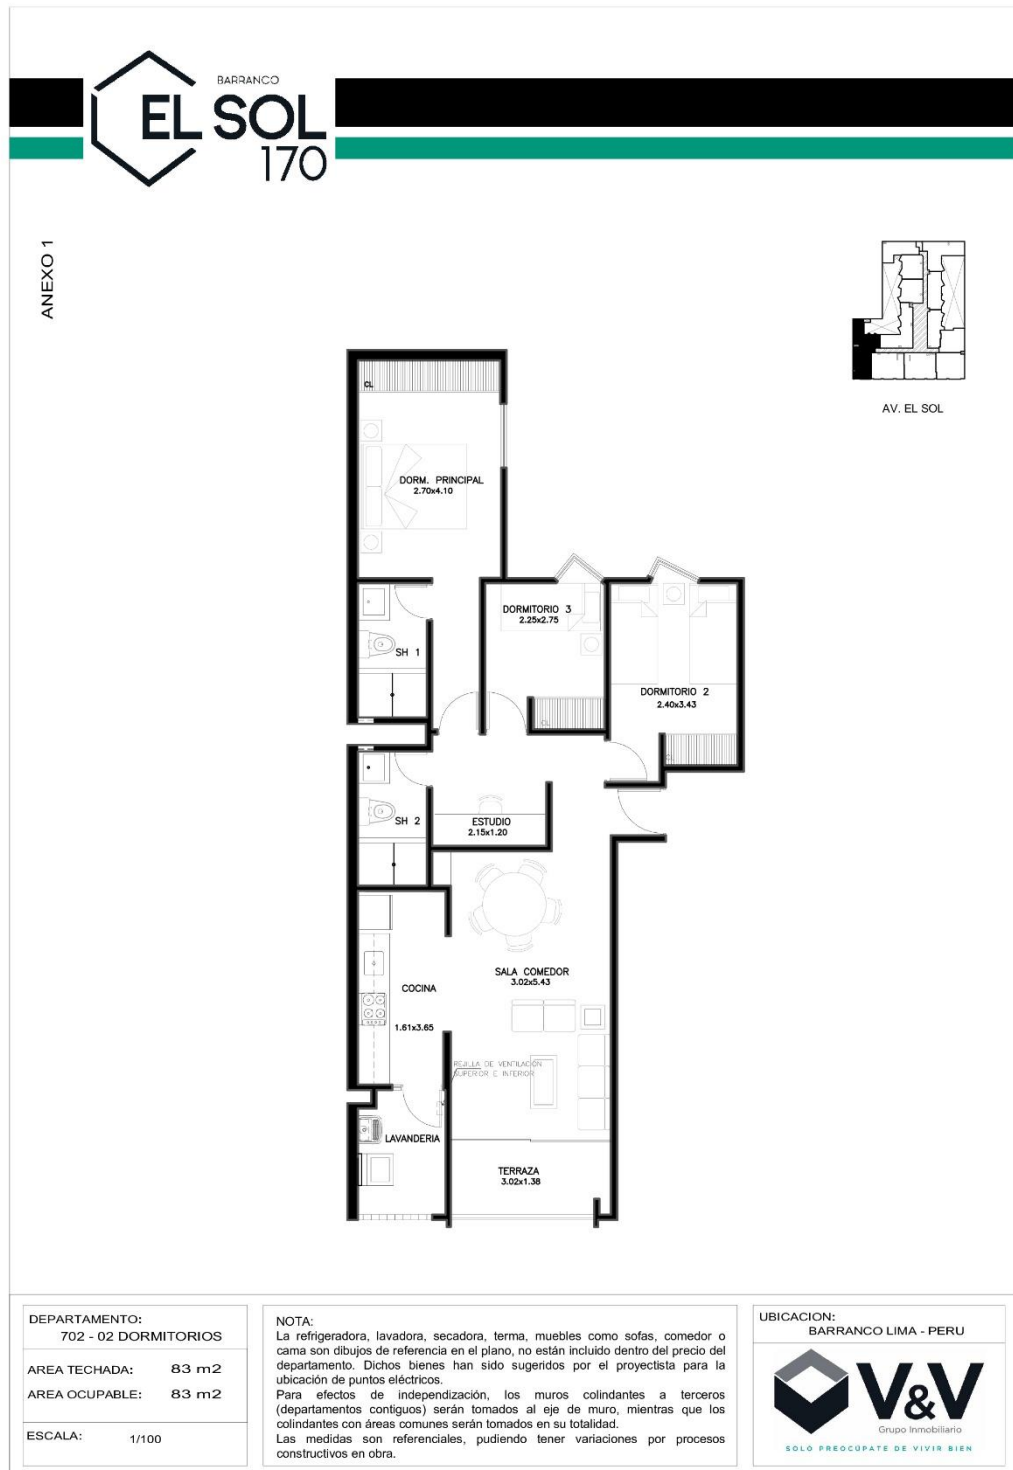 BARRANCO
EL SOL
170
ANEXO 1
AV. EL SOL
CL
DORM. PRINCIPAL
2.70x4.10
DORMITORIO 3
2.25x2.75
SH 1
DORMITORIO 2
2.40x3.43
CL
SH 2
ESTUDIO
2.15x1.20
SALA COMEDOR
3.02x5.43
COCINA
1.61x3.65
REJILLA DE VENTILACION
SUPERIOR E INFERIOR
LAVANDERIA
TERRAZA
3.02x1.38
DEPARTAMENTO:
702 - 02 DORMITORIOS
AREA TECHADA: 83 m2
AREA OCUPABLE: 83 m2
ESCALA: 1/100
NOTA:
La refrigeradora, lavadora, secadora, terma, muebles como sofas, comedor o
cama son dibujos de referencia en el plano, no están incluido dentro del precio del
departamento. Dichos bienes han sido sugeridos por el proyectista para la
ubicación de puntos eléctricos.
Para efectos de independización, los muros colindantes a terceros
(departamentos contiguos) serán tomados al eje de muro, mientras que los
colindantes con áreas comunes serán tomados en su totalidad.
Las medidas son referenciales, pudiendo tener variaciones por procesos
constructivos en obra.
UBICACION:
BARRANCO LIMA - PERU
V&V
Grupo Inmobiliario
SOLO PREOCÚPATE DE VIVIR BIEN